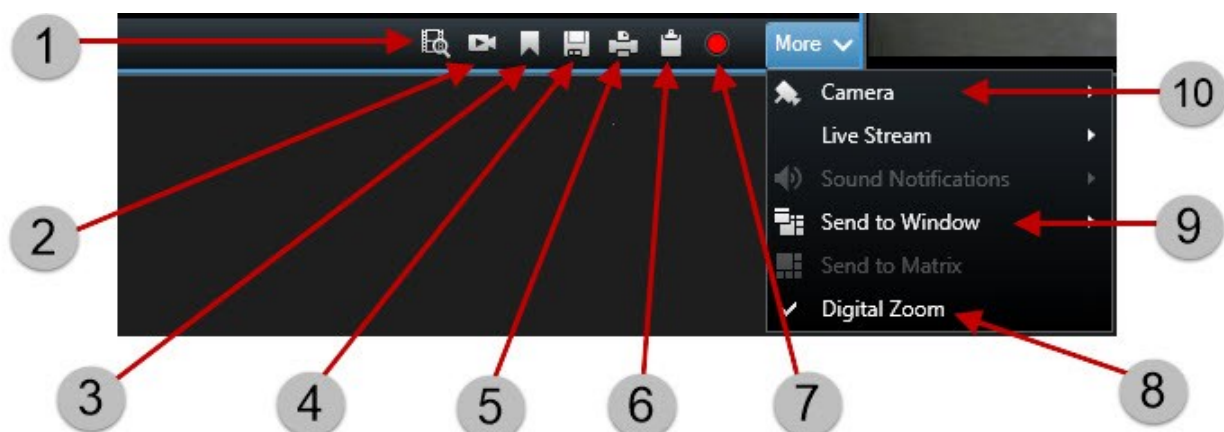 1
More
Camera
10
Live Stream
Sound Notifications
2
Send to Window
9
Send to Matrix
Digital Zoom
3
4
5
6
7
8